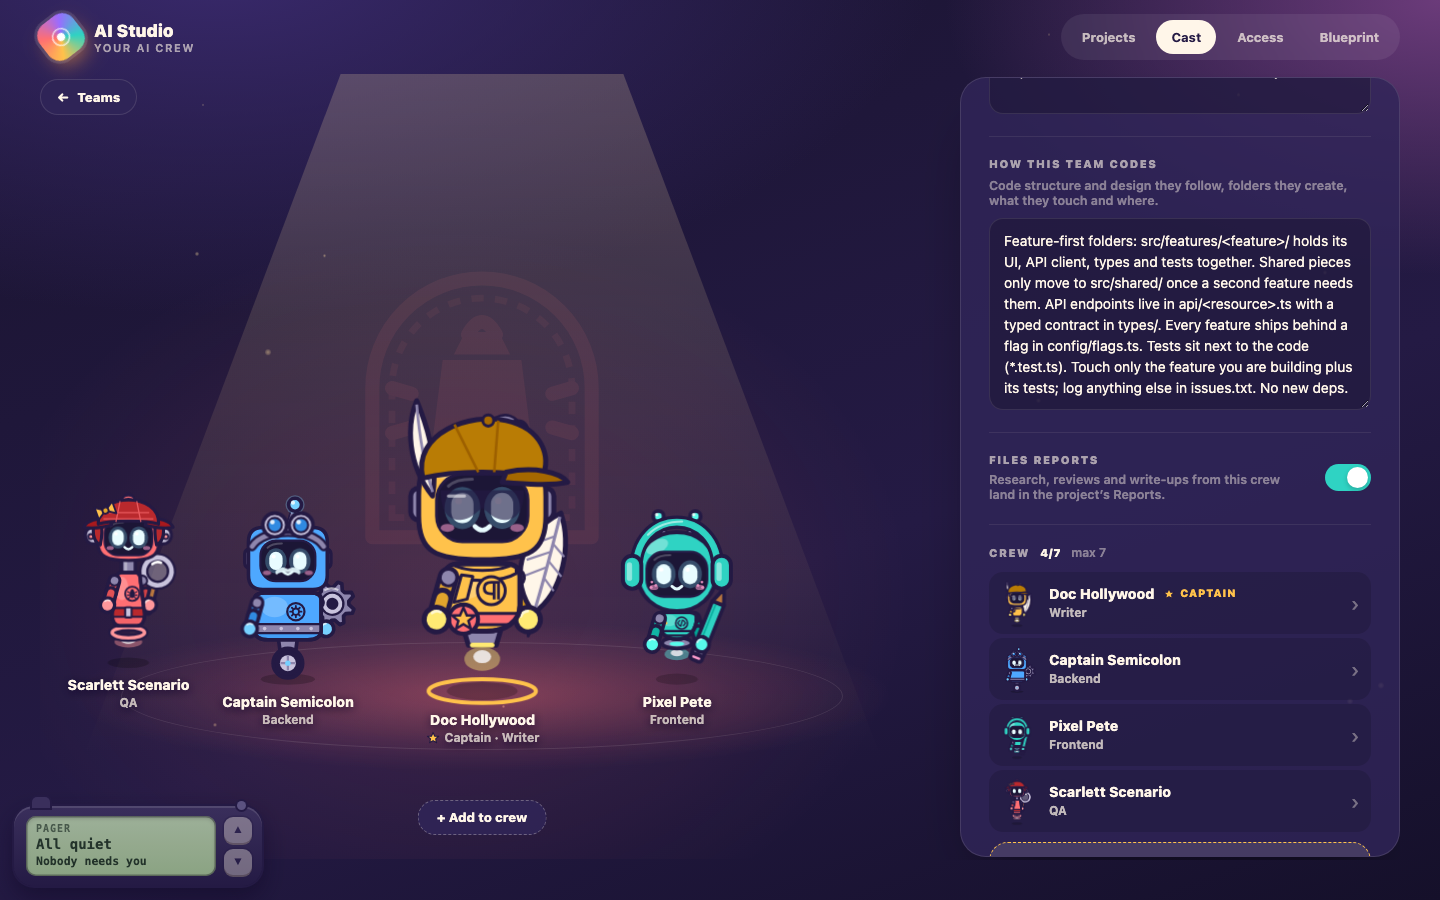 AI Studio
YOUR AI CREW
Projects
Cast
Access
Blueprint
← Teams
HOW THIS TEAM CODES
Code structure and design they follow, folders they create,
what they touch and where.
Feature-first folders: src/features/<feature>/ holds its
UI, API client, types and tests together. Shared pieces
only move to src/shared/ once a second feature needs
them. API endpoints live in api/<resource>.ts with a
typed contract in types/. Every feature ships behind a
flag in config/flags.ts. Tests sit next to the code
(*.test.ts). Touch only the feature you are building plus
its tests; log anything else in issues.txt. No new deps.
FILES REPORTS
Research, reviews and write-ups from this crew
land in the project's Reports.
CREW 4/7 max 7
Doc Hollywood ★ CAPTAIN
Writer
Captain Semicolon
Backend
Pixel Pete
Frontend
Scarlett Scenario
QA
Scarlett Scenario
QA
Captain Semicolon
Backend
Doc Hollywood
★ Captain · Writer
Pixel Pete
Frontend
+ Add to crew
PAGER
All quiet
Nobody needs you